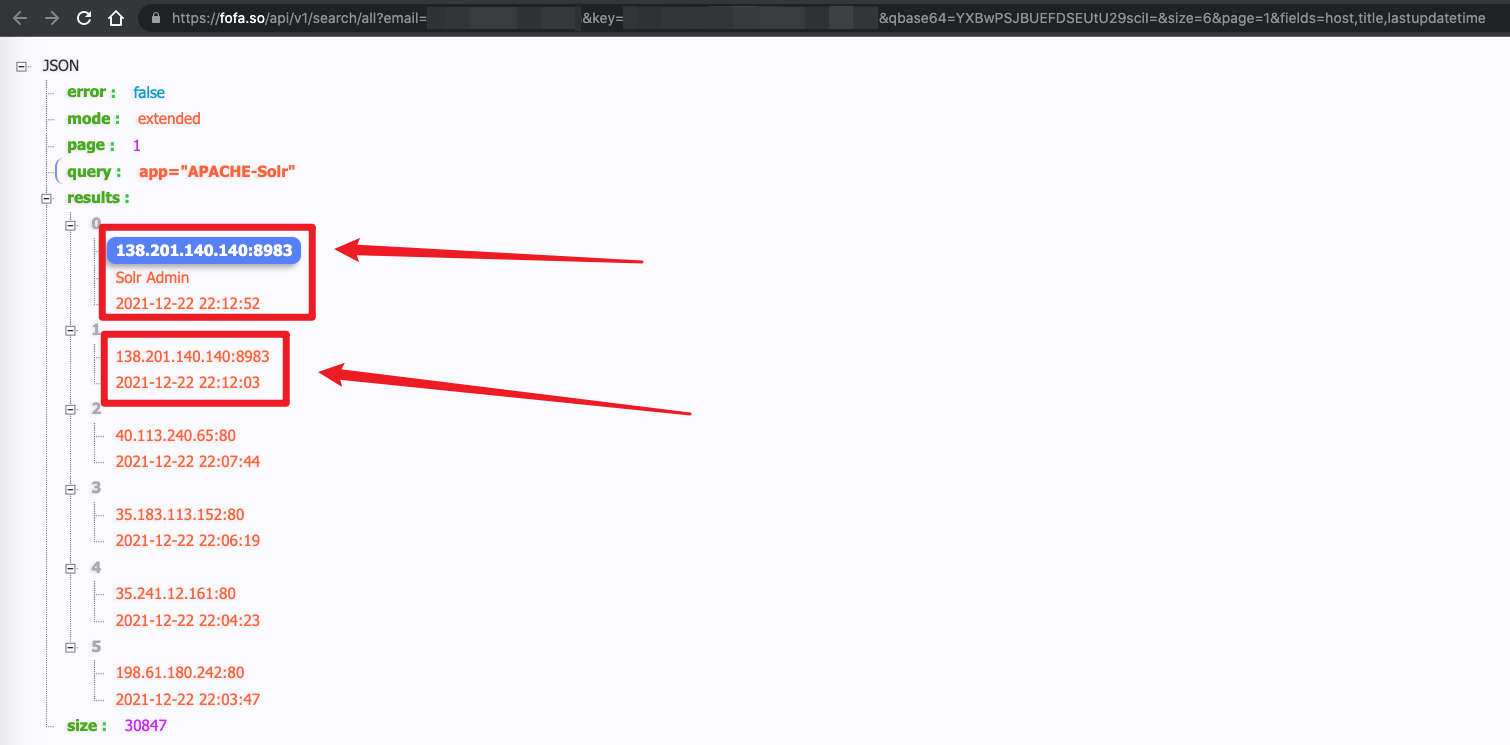 https://fofa.so/api/v1/search/all?email= &key= &qbase64=YXBwPSJBUEFDSEUtU29sciI=&size=6&page=1&fields=host,title,lastupdatetime
JSON
error : false
mode : extended
page : 1
query : app="APACHE-Solr"
results :
0
138.201.140.140:8983
Solr Admin
2021-12-22 22:12:52
1
138.201.140.140:8983
2021-12-22 22:12:03
2
40.113.240.65:80
2021-12-22 22:07:44
3
35.183.113.152:80
2021-12-22 22:06:19
4
35.241.12.161:80
2021-12-22 22:04:23
5
198.61.180.242:80
2021-12-22 22:03:47
size : 30847